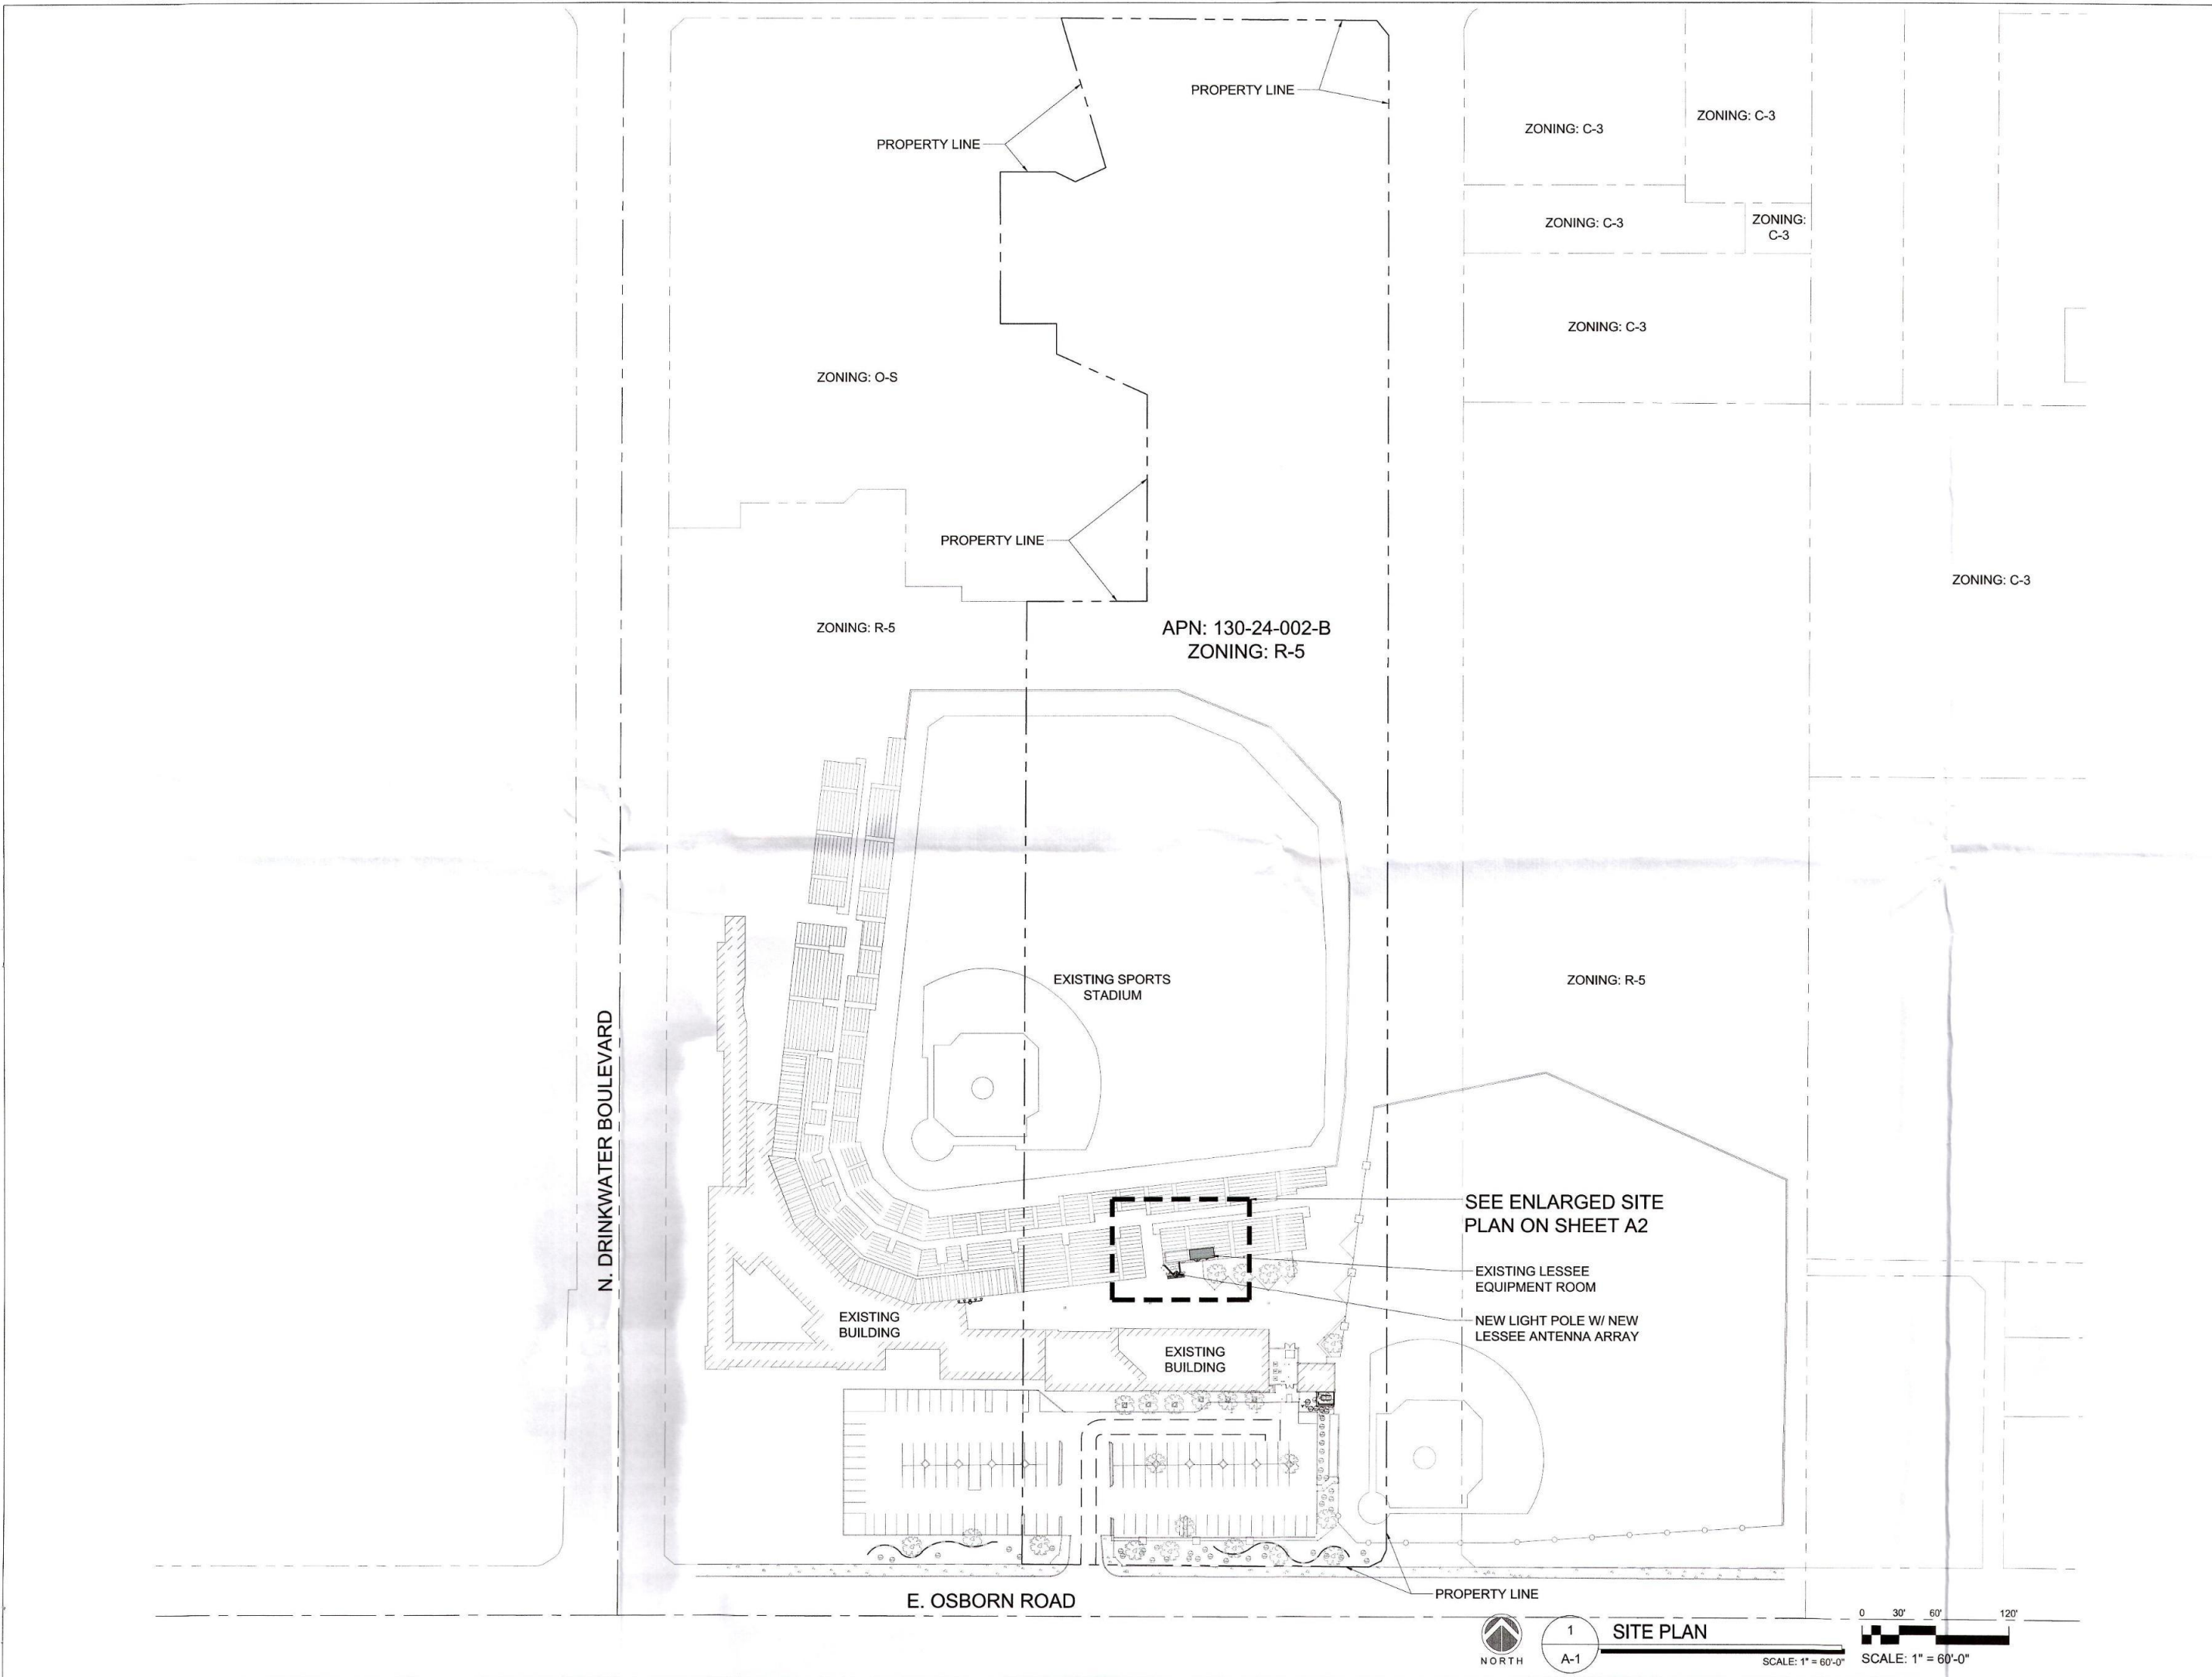 PROPERTY LINE
PROPERTY LINE
ZONING: C-3
ZONING: C-3
ZONING: C-3
ZONING:
C-3
ZONING: C-3
ZONING: O-S
PROPERTY LINE
ZONING: C-3
ZONING: R-5
APN: 130-24-002-B
ZONING: R-5
EXISTING SPORTS
STADIUM
ZONING: R-5
N. DRINKWATER BOULEVARD
SEE ENLARGED SITE
PLAN ON SHEET A2
EXISTING LESSEE
EQUIPMENT ROOM
NEW LIGHT POLE W/ NEW
LESSEE ANTENNA ARRAY
EXISTING
BUILDING
EXISTING
BUILDING
PROPERTY LINE
E. OSBORN ROAD
NORTH
1
A-1
SITE PLAN
SCALE: 1" = 60'-0"
0 30' 60' 120'
SCALE: 1" = 60'-0"